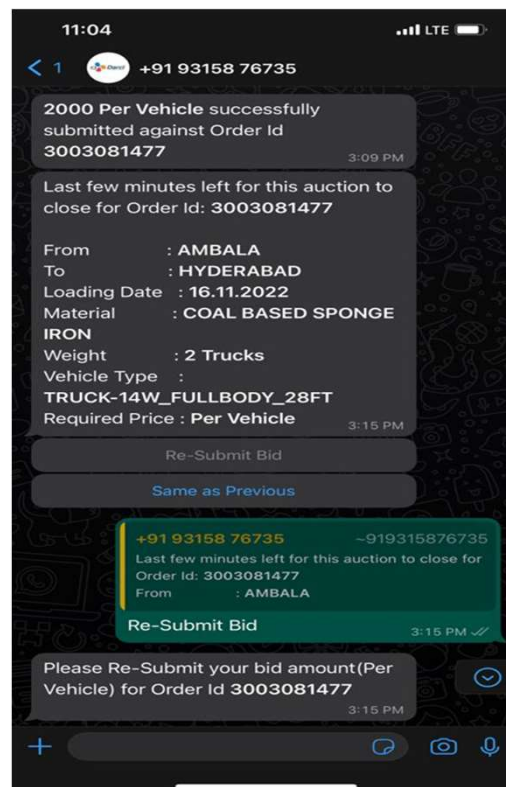 11:04
LTE
1
+91 93158 76735
2000 Per Vehicle successfully
submitted against Order Id
3003081477
3:09 PM
Last few minutes left for this auction to
close for Order Id: 3003081477
From : AMBALA
To : HYDERABAD
Loading Date : 16.11.2022
Material : COAL BASED SPONGE
IRON
Weight : 2 Trucks
Vehicle Type :
TRUCK-14W_FULLBODY_28FT
Required Price : Per Vehicle
3:15 PM
Re-Submit Bid
Same as Previous
+91 93158 76735 ~919315876735
Last few minutes left for this auction to close for
Order Id: 3003081477
From : AMBALA
Re-Submit Bid
3:15 PM
Please Re-Submit your bid amount(Per
Vehicle) for Order Id 3003081477
3:15 PM